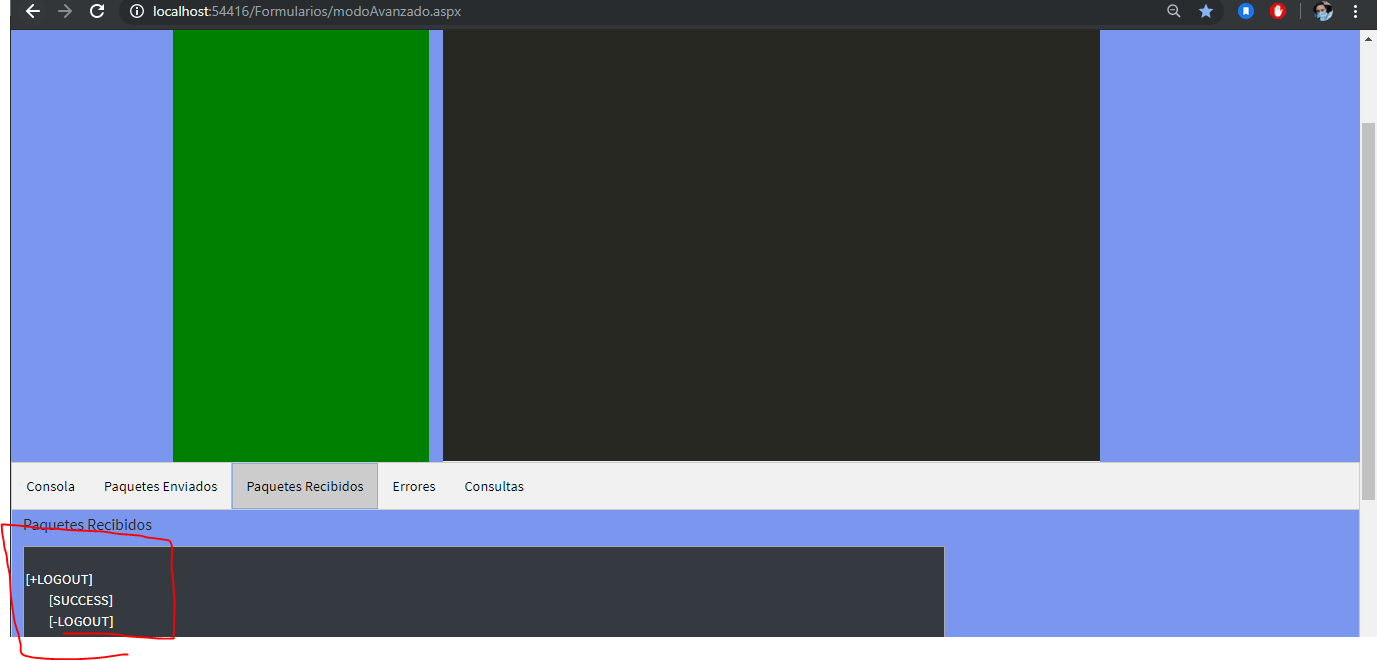 localhost:54416/Formularios/modoAvanzado.aspx
Consola Paquetes Enviados Paquetes Recibidos Errores Consultas
Paquetes Recibidos
[+LOGOUT]
[SUCCESS]
[-LOGOUT]